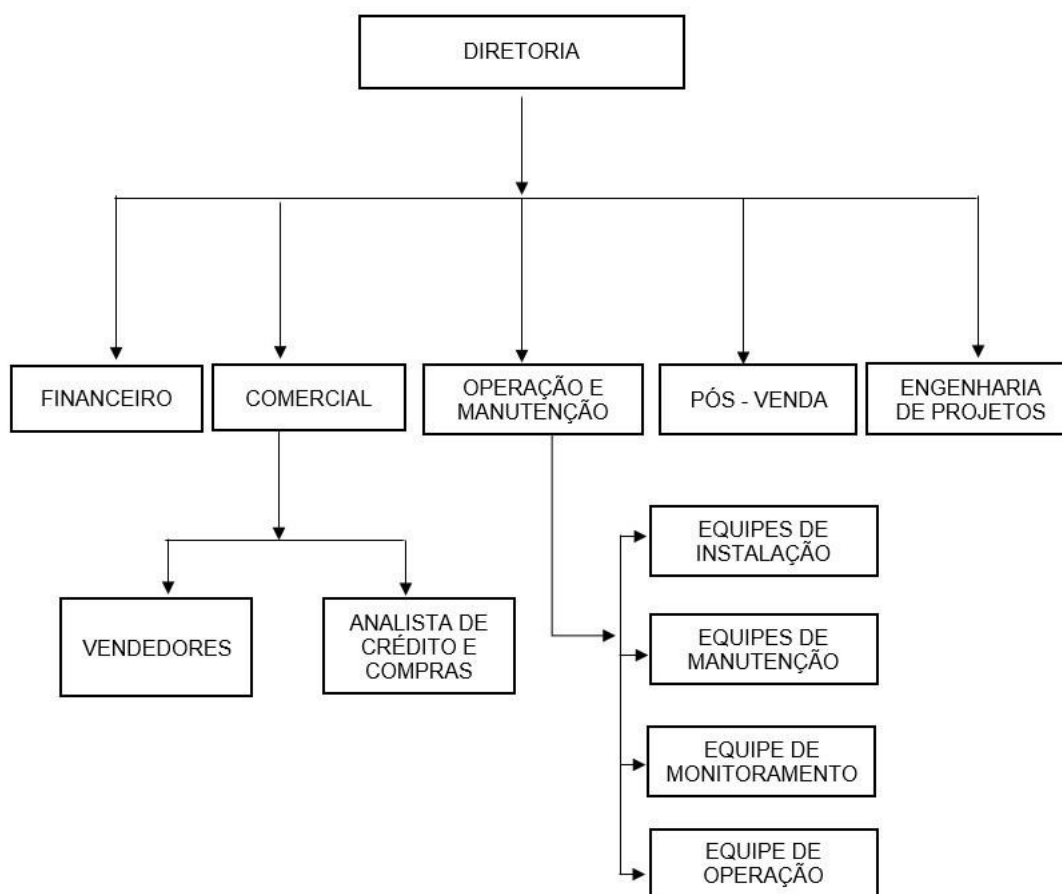 DIRETORIA
FINANCEIRO
COMERCIAL
OPERAÇÃO E
MANUTENÇÃO
PÓS - VENDA
ENGENHARIA
DE PROJETOS
VENDEDORES
ANALISTA DE
CRÉDITO E
COMPRAS
EQUIPES DE
INSTALAÇÃO
EQUIPES DE
MANUTENÇÃO
EQUIPE DE
MONITORAMENTO
EQUIPE DE
OPERAÇÃO